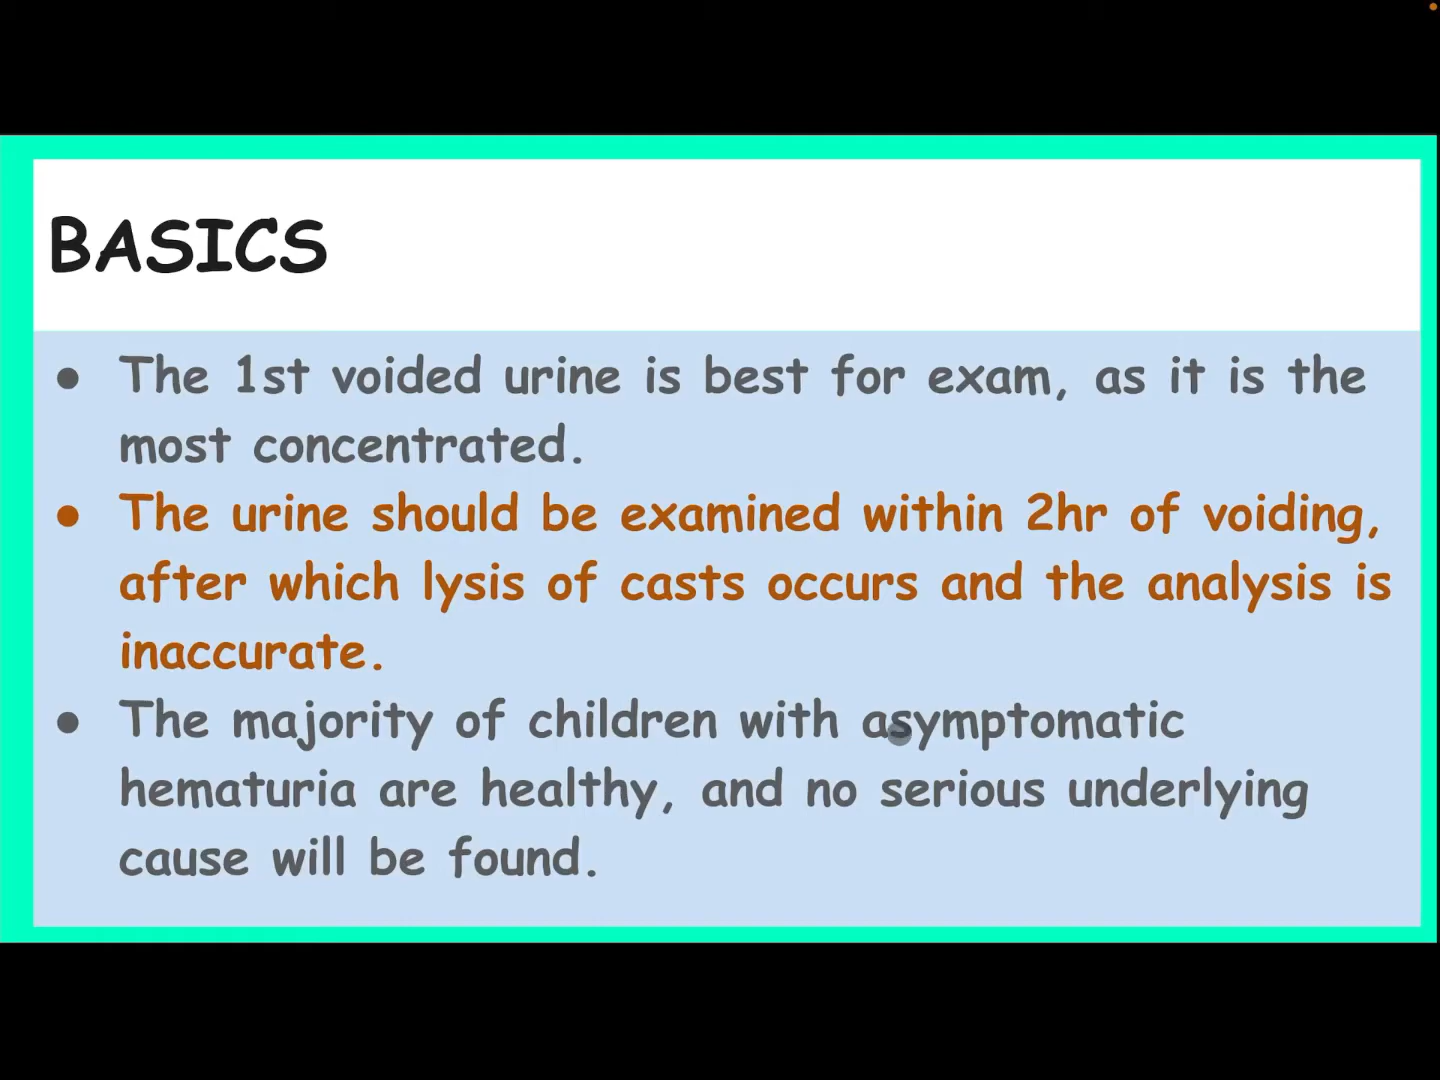 BASICS
● The 1st voided urine is best for exam, as it is the
most concentrated.
● The urine should be examined within 2hr of voiding,
after which lysis of casts occurs and the analysis is
inaccurate.
● The majority of children with asymptomatic
hematuria are healthy, and no serious underlying
cause will be found.